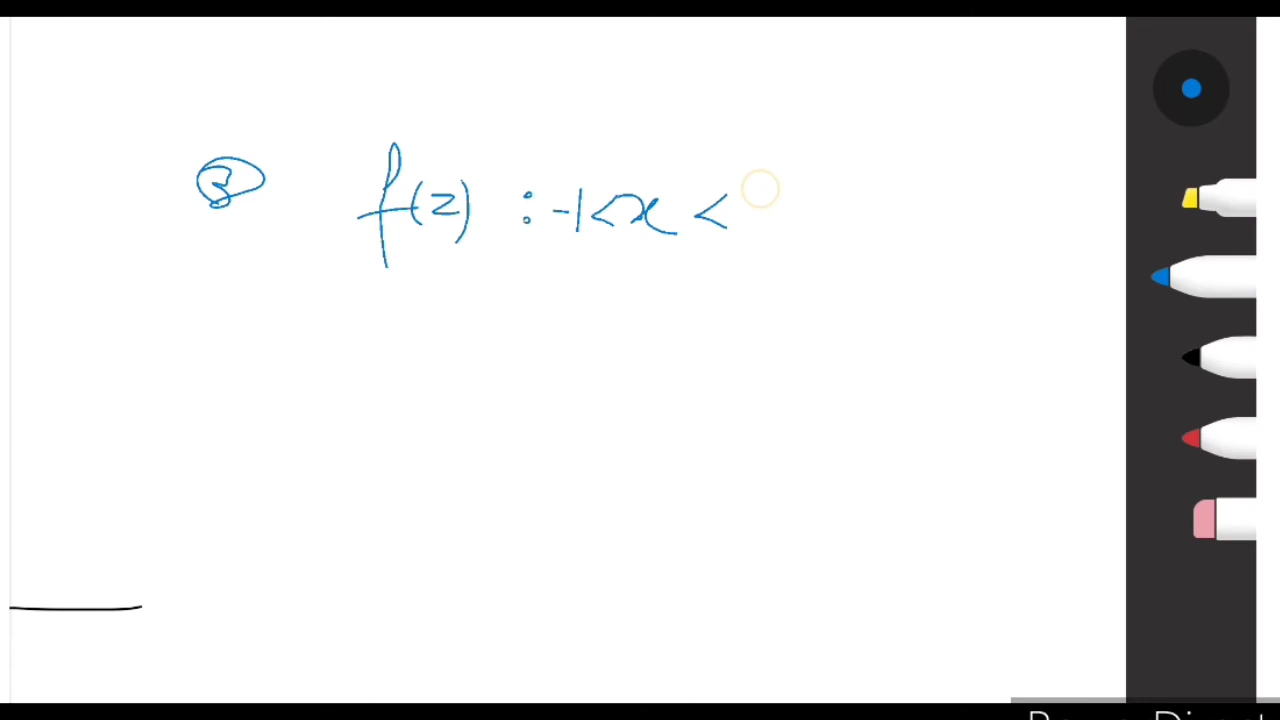 ③ f(z) : -1<x <